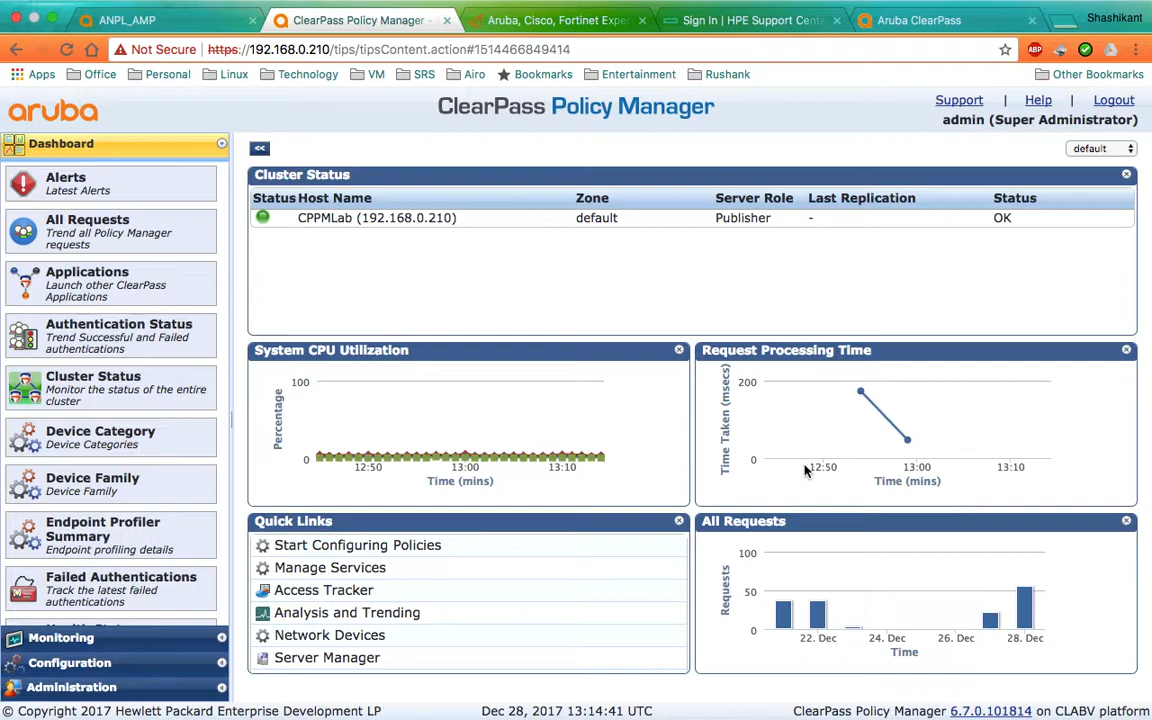 ANPL_AMP
ClearPass Policy Manager -
Aruba, Cisco, Fortinet Exper
Sign In | HPE Support Cente
Aruba ClearPass
Shashikant
Not Secure
https://192.168.0.210/tips/tipsContent.action#1514466849414
ABP
Apps
Office
Personal
Linux
Technology
VM
SRS
Airo
Bookmarks
Entertainment
Rushank
Other Bookmarks
aruba
ClearPass Policy Manager
Support | Help | Logout
admin (Super Administrator)
Dashboard
<<
default
Alerts
Latest Alerts
All Requests
Trend all Policy Manager
requests
Applications
Launch other ClearPass
Applications
Authentication Status
Trend Successful and Failed
authentications
Cluster Status
Monitor the status of the entire
cluster
Device Category
Device Categories
Device Family
Device Family
Endpoint Profiler
Summary
Endpoint profiling details
Failed Authentications
Track the latest failed
authentications
Monitoring
Configuration
Administration
Cluster Status
Status Host Name Zone Server Role Last Replication Status
CPPMLab (192.168.0.210) default Publisher - OK
System CPU Utilization
100
Percentage
0
12:50 13:00 13:10
Time (mins)
Request Processing Time
200
Time Taken (msecs)
0
12:50 13:00 13:10
Time (mins)
Quick Links
Start Configuring Policies
Manage Services
Access Tracker
Analysis and Trending
Network Devices
Server Manager
All Requests
100
50
Requests
0
22. Dec 24. Dec 26. Dec 28. Dec
Time
© Copyright 2017 Hewlett Packard Enterprise Development LP
Dec 28, 2017 13:14:41 UTC
ClearPass Policy Manager 6.7.0.101814 on CLABV platform